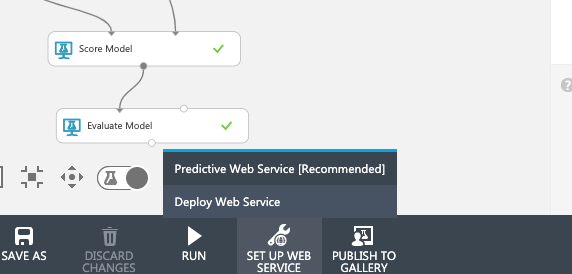 Score Model
Evaluate Model
Predictive Web Service [Recommended]
Deploy Web Service
SAVE AS
DISCARD
CHANGES
RUN
SET UP WEB
SERVICE
PUBLISH TO
GALLERY
?